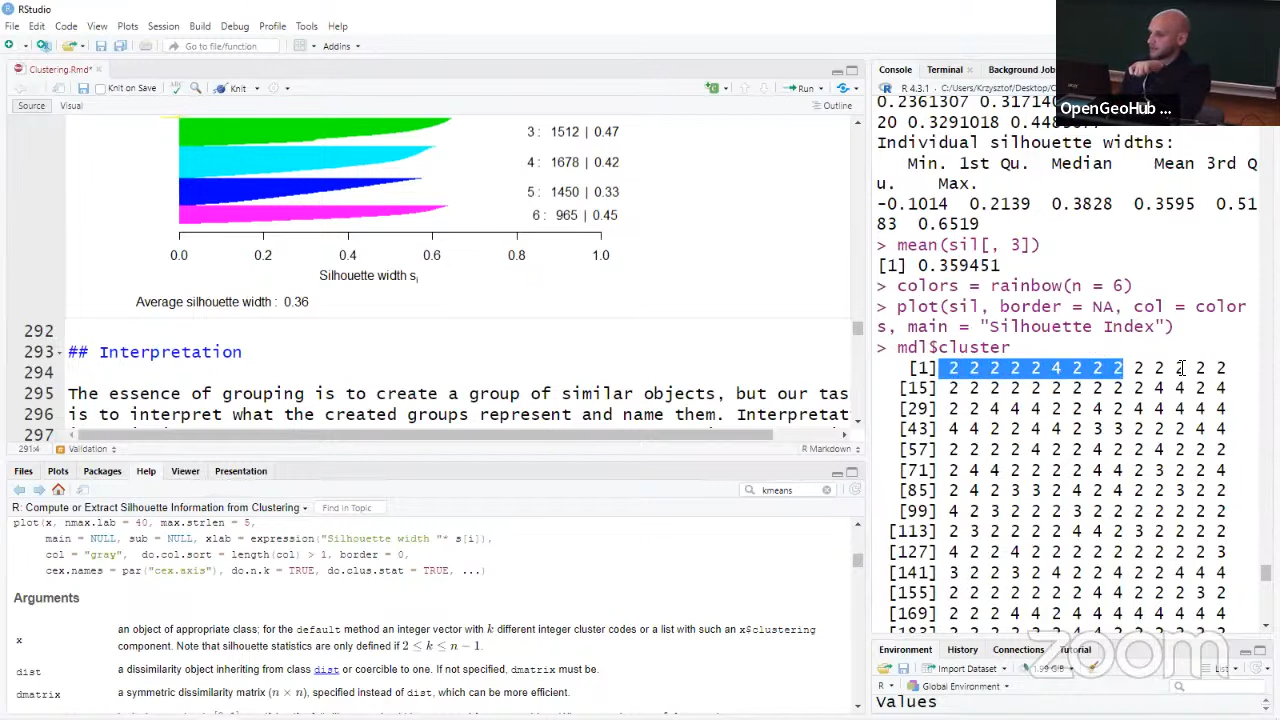 RStudio
File Edit Code View Plots Session Build Debug Profile Tools Help
Go to file/function Addins
Clustering.Rmd*
Knit on Save Knit Run
Source Visual Outline
3 : 1512 | 0.47
4 : 1678 | 0.42
5 : 1450 | 0.33
6 : 965 | 0.45
0.0 0.2 0.4 0.6 0.8 1.0
Silhouette width si
Average silhouette width : 0.36
292
293 ## Interpretation
294
295 The essence of grouping is to create a group of similar objects, but our tas
296 is to interpret what the created groups represent and name them. Interpretat
297
291:4 Validation R Markdown
Files Plots Packages Help Viewer Presentation
kmeans
R: Compute or Extract Silhouette Information from Clustering Find in Topic
plot(x, nmax.lab = 40, max.strlen = 5,
main = NULL, sub = NULL, xlab = expression("Silhouette width "* s[i]),
col = "gray", do.col.sort = length(col) > 1, border = 0,
cex.names = par("cex.axis"), do.n.k = TRUE, do.clus.stat = TRUE, ...)
Arguments
x an object of appropriate class; for the default method an integer vector with k different integer cluster codes or a list with such an x$clustering
component. Note that silhouette statistics are only defined if 2 ≤ k ≤ n − 1.
dist a dissimilarity object inheriting from class dist or coercible to one. If not specified, dmatrix must be.
dmatrix a symmetric dissimilarity matrix (n × n), specified instead of dist, which can be more efficient.
OpenGeoHub ...
Console Terminal Background Jo
R 4.3.1 · C:/Users/Krzysztof/Desktop/C
0.2361307
20 0.3291018
Individual silhouette widths:
Min. 1st Qu. Median Mean 3rd Q
u. Max.
-0.1014 0.2139 0.3828 0.3595 0.51
83 0.6519
> mean(sil[, 3])
[1] 0.359451
> colors = rainbow(n = 6)
> plot(sil, border = NA, col = color
s, main = "Silhouette Index")
> mdl$cluster
[1] 2 2 2 2 2 4 2 2 2 2 2 2 2 2
[15] 2 2 2 2 2 2 2 2 2 2 4 4 2 4
[29] 2 2 4 4 4 2 2 4 2 4 4 4 4 4
[43] 4 4 2 2 4 4 2 3 3 2 2 2 4 4
[57] 2 2 2 2 4 2 2 4 2 2 4 2 2 2
[71] 2 4 4 2 2 2 2 4 4 2 3 2 2 2
[85] 2 4 2 3 3 2 4 2 4 2 2 3 2 2
[99] 4 2 3 2 2 2 3 2 2 2 2 2 2 2
[113] 2 3 2 2 2 4 4 2 3 2 2 2 2 2
[127] 4 2 2 4 2 2 2 2 2 2 2 2 2 3
[141] 3 2 2 3 2 4 2 2 4 2 2 2 2 2
[155] 2 2 2 2 2 2 2 4 4 2 2 2 3 2
[169] 2 2 2 4 4 2 4 4 4 4 4 4 4 4
Environment History Connections Tutorial
Import Dataset 1.99 GiB List
R Global Environment
Values
zoom